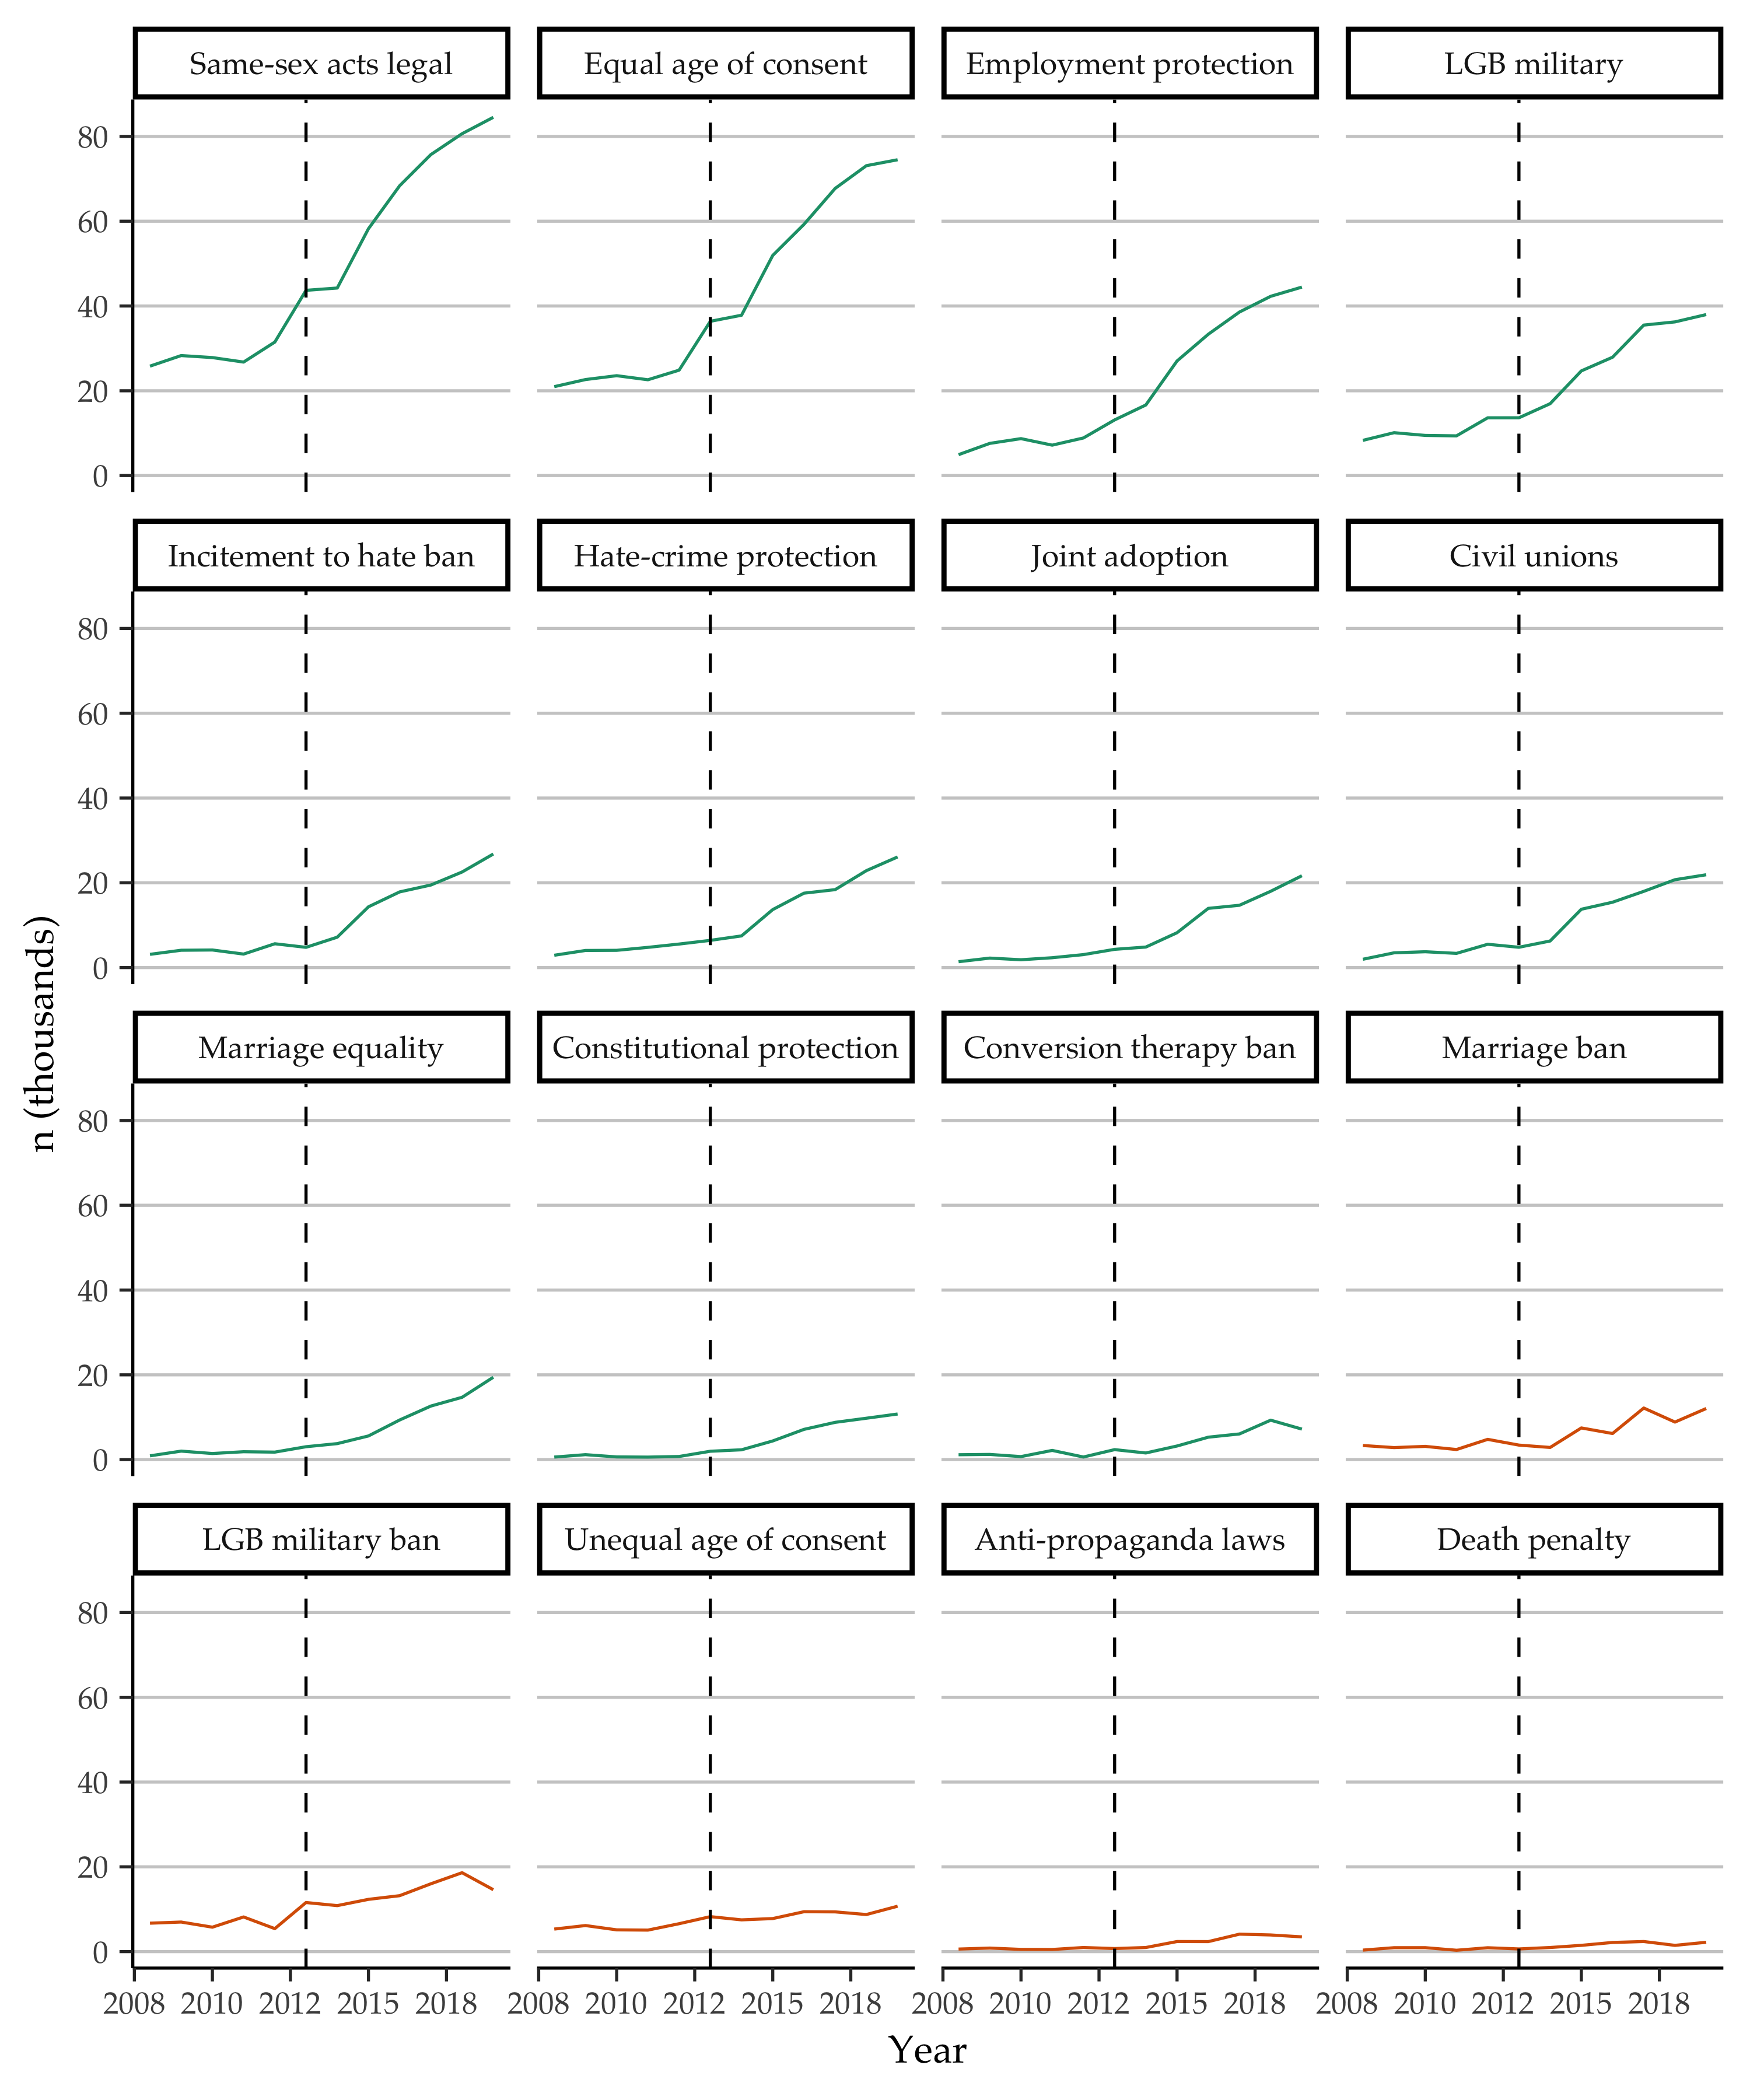 Same-sex acts legal
Equal age of consent
Employment protection
LGB military
80
60
40
20
0
Incitement to hate ban
Hate-crime protection
Joint adoption
Civil unions
80
60
40
20
0
n (thousands)
Marriage equality
Constitutional protection
Conversion therapy ban
Marriage ban
80
60
40
20
0
LGB military ban
Unequal age of consent
Anti-propaganda laws
Death penalty
80
60
40
20
0
2008 2010 2012 2015 2018
2008 2010 2012 2015 2018
2008 2010 2012 2015 2018
2008 2010 2012 2015 2018
Year